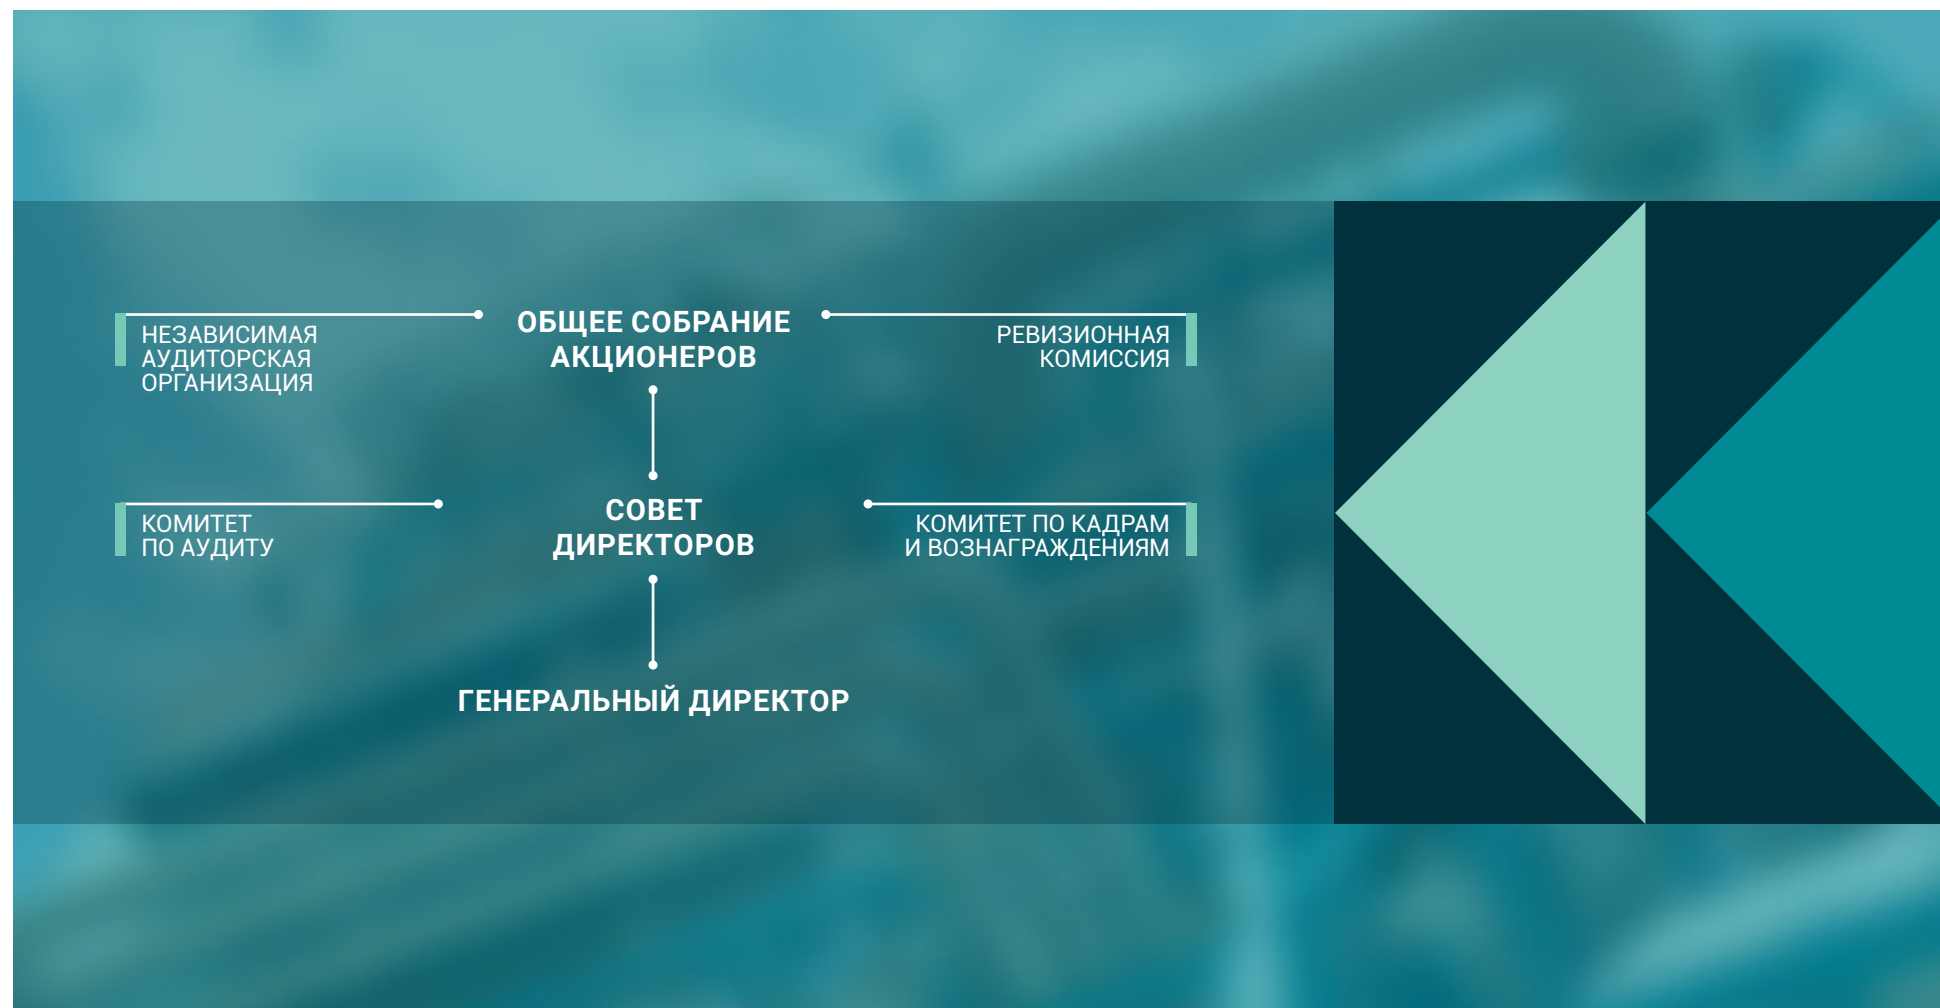 НЕЗАВИСИМАЯ
АУДИТОРСКАЯ
ОРГАНИЗАЦИЯ
ОБЩЕЕ СОБРАНИЕ
АКЦИОНЕРОВ
РЕВИЗИОННАЯ
КОМИССИЯ
КОМИТЕТ
ПО АУДИТУ
СОВЕТ
ДИРЕКТОРОВ
КОМИТЕТ ПО КАДРАМ
И ВОЗНАГРАЖДЕНИЯМ
ГЕНЕРАЛЬНЫЙ ДИРЕКТОР